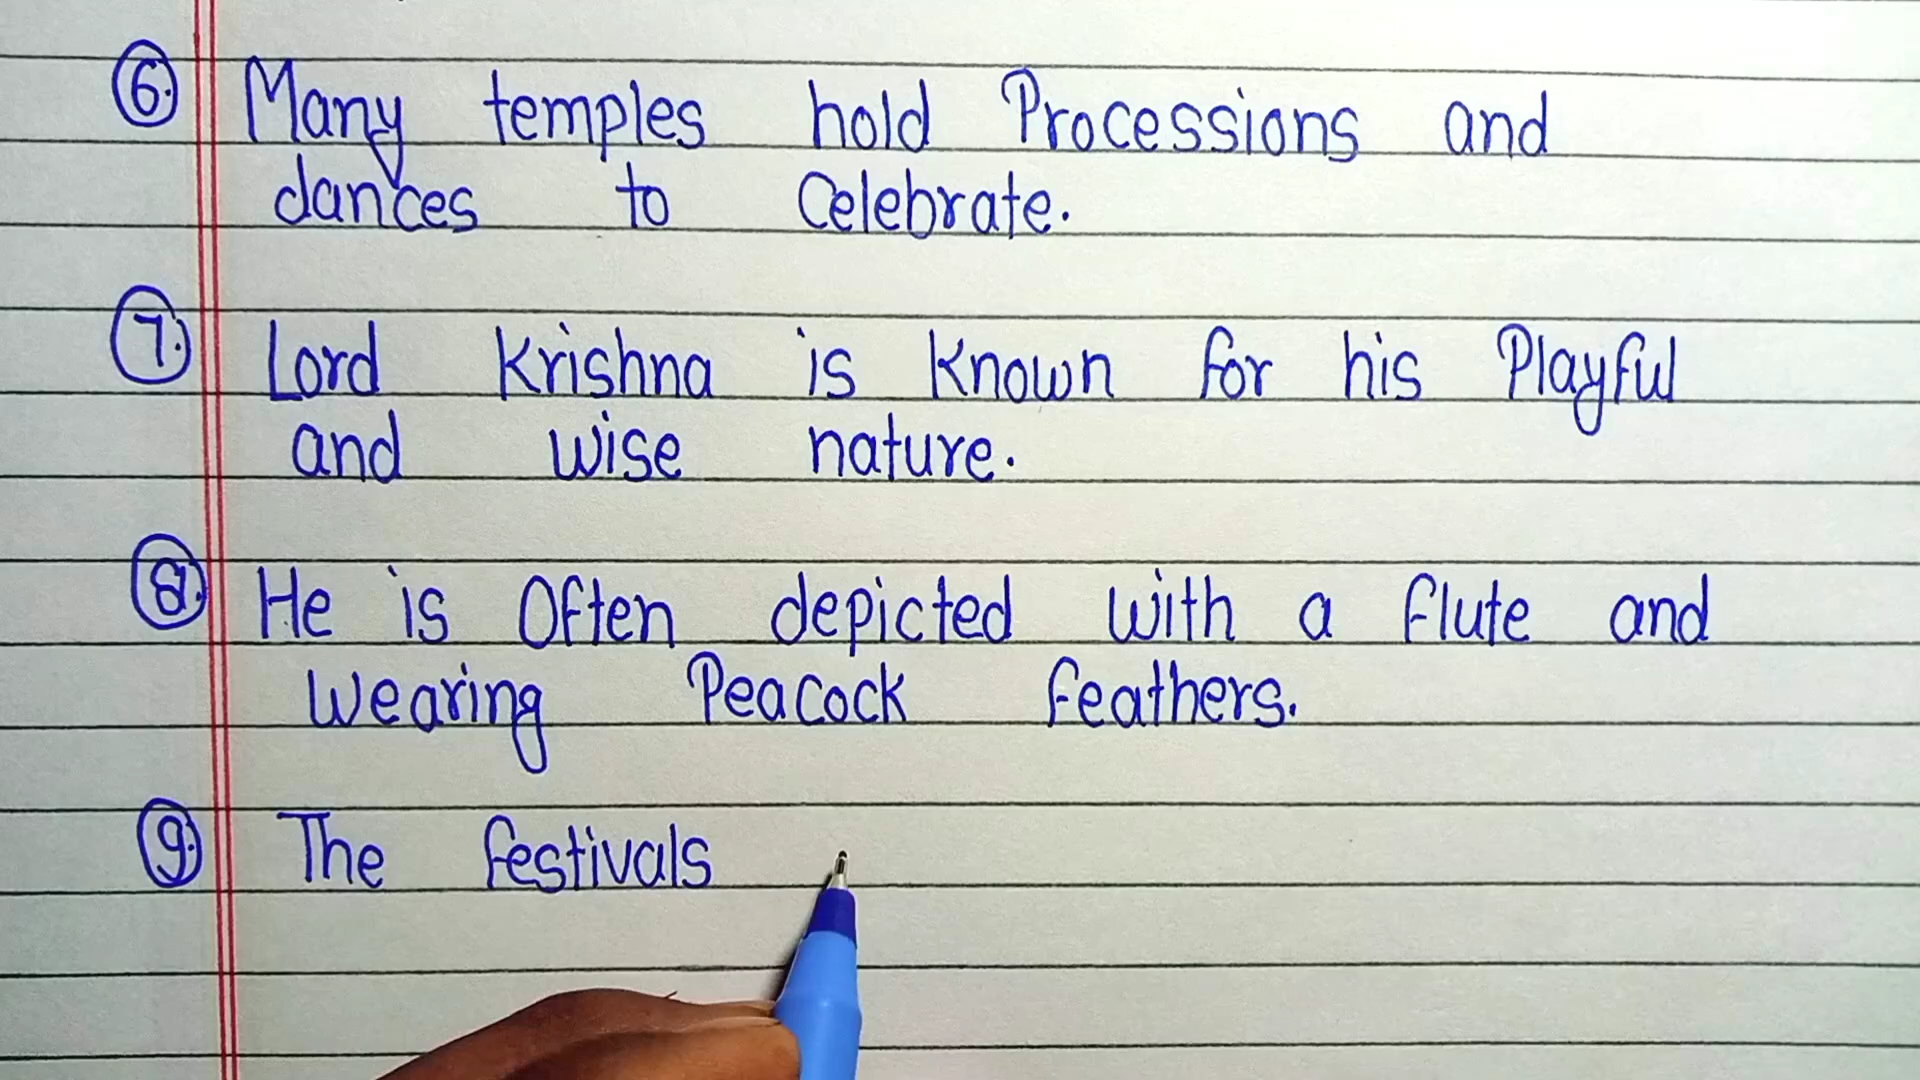 6. Many temples hold Processions and
dances to Celebrate.
7. Lord Krishna is Known for his Playful
and wise nature.
8. He is Often depicted with a flute and
wearing Peacock feathers.
9. The festivals